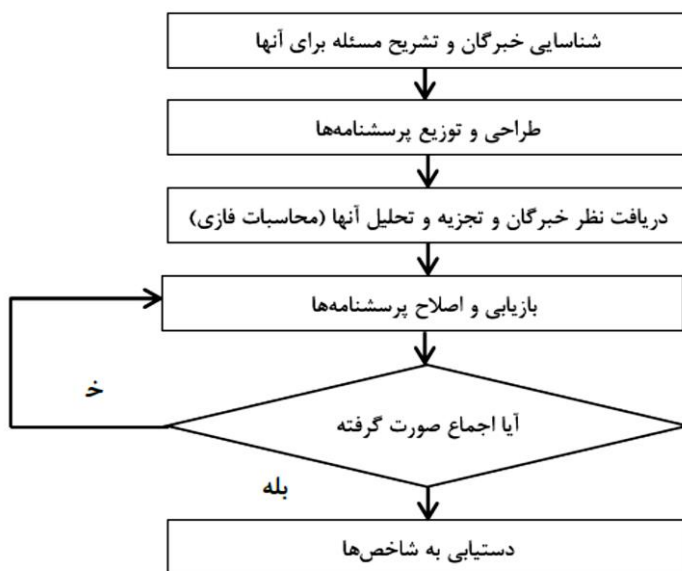 شناسایی خبرگان و تشریح مسئله برای آنها
طراحی و توزیع پرسشنامه‌ها
دریافت نظر خبرگان و تجزیه و تحلیل آنها (محاسبات فازی)
بازیابی و اصلاح پرسشنامه‌ها
خ
آیا اجماع صورت گرفته
بله
دستیابی به شاخص‌ها